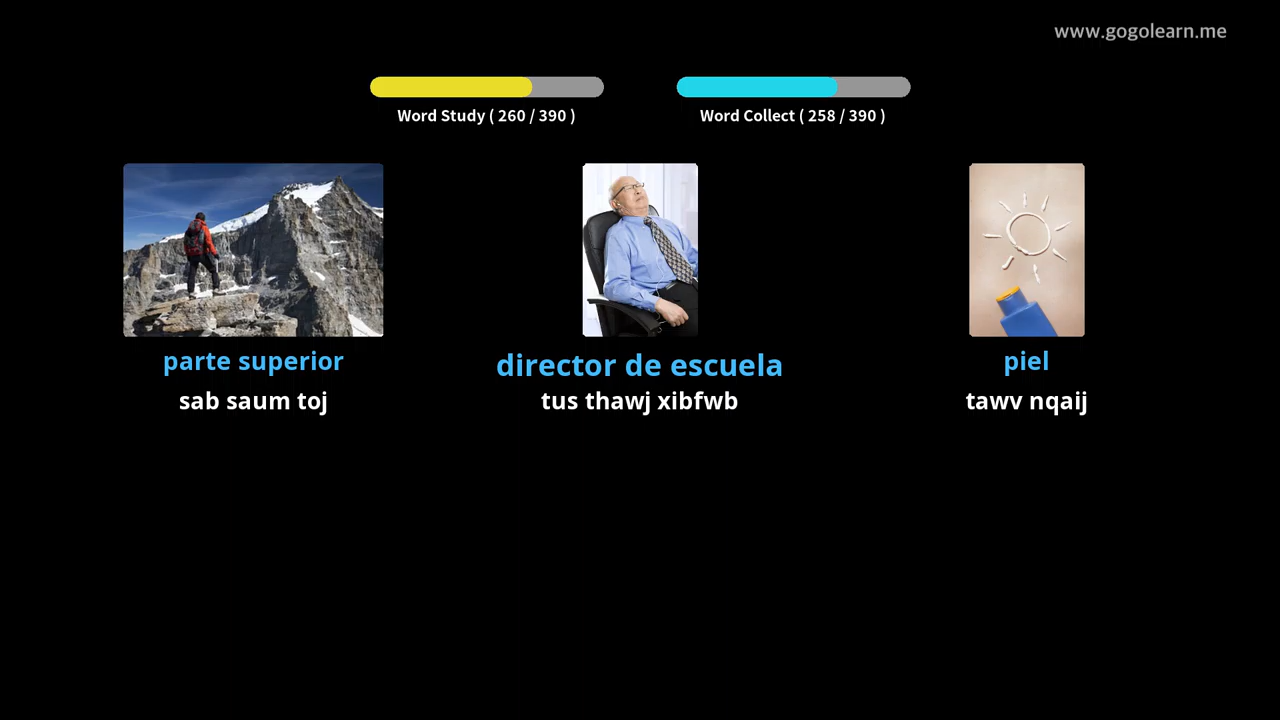 www.gogolearn.me
Word Study ( 260 / 390 )
Word Collect ( 258 / 390 )
parte superior
director de escuela
piel
sab saum toj
tus thawj xibfwb
tawv nqaij